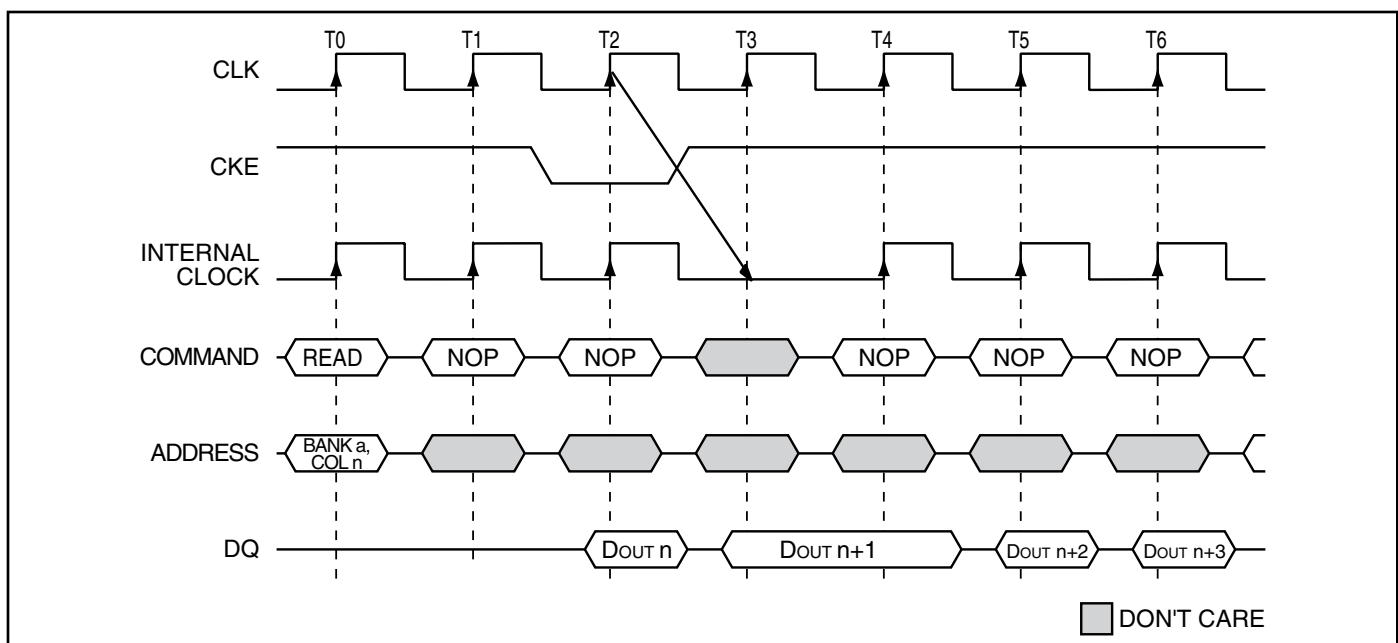 T0 T1 T2 T3 T4 T5 T6
CLK
CKE
INTERNAL
CLOCK
COMMAND READ NOP NOP NOP NOP NOP
ADDRESS BANK a,
COL n
DQ DOUT n DOUT n+1 DOUT n+2 DOUT n+3
DON'T CARE